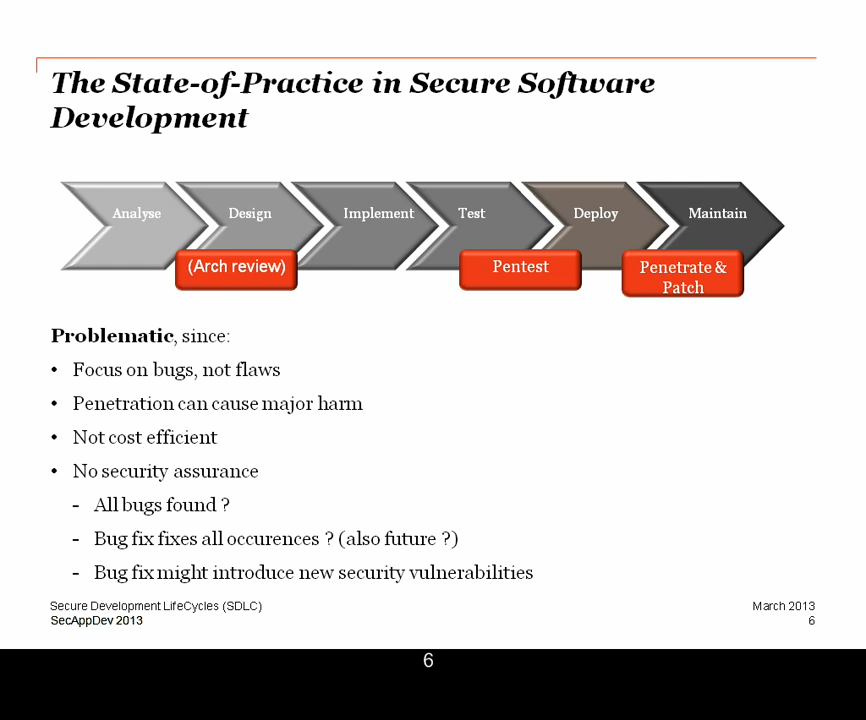 The State-of-Practice in Secure Software
Development
Analyse
Design
Implement
Test
Deploy
Maintain
(Arch review)
Pentest
Penetrate &
Patch
Problematic, since:
• Focus on bugs, not flaws
• Penetration can cause major harm
• Not cost efficient
• No security assurance
- All bugs found ?
- Bug fix fixes all occurences ? (also future ?)
- Bug fix might introduce new security vulnerabilities
Secure Development LifeCycles (SDLC)
SecAppDev 2013
March 2013
6
6